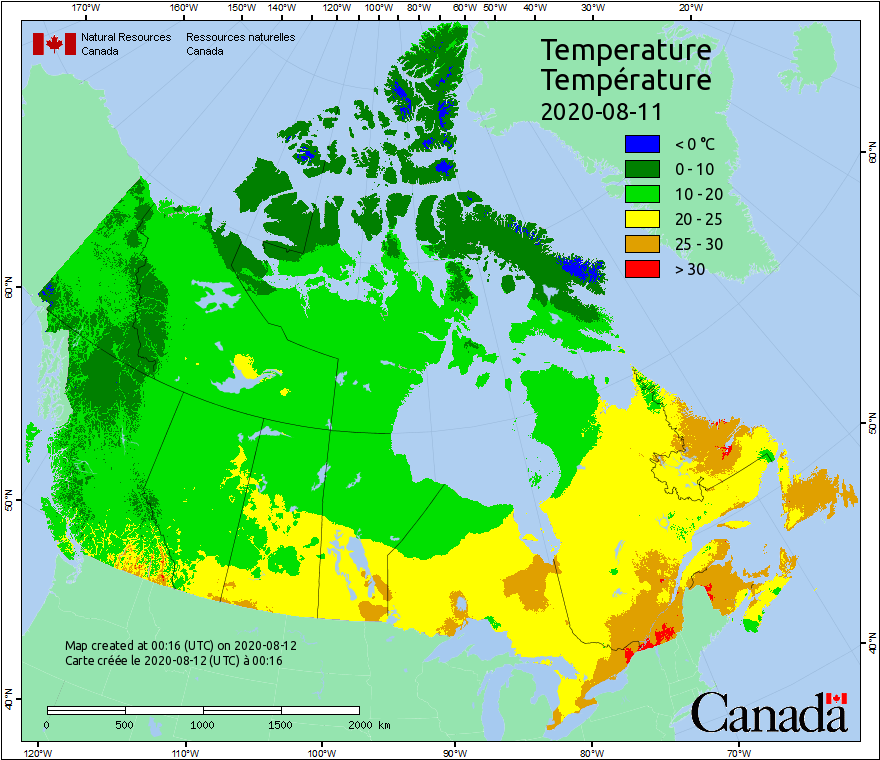 170°W 160°W 150°W 140°W 120°W 100°W 80°W 60°W 50°W 40°W 30°W 20°W
Natural Resources
Canada
Ressources naturelles
Canada
Temperature
Température
2020-08-11
< 0 °C
0 - 10
10 - 20
20 - 25
25 - 30
> 30
60°N
60°N
50°N
50°N
40°N
40°N
Map created at 00:16 (UTC) on 2020-08-12
Carte créée le 2020-08-12 (UTC) à 00:16
0 500 1000 1500 2000 km
Canada
120°W 110°W 100°W 90°W 80°W 70°W